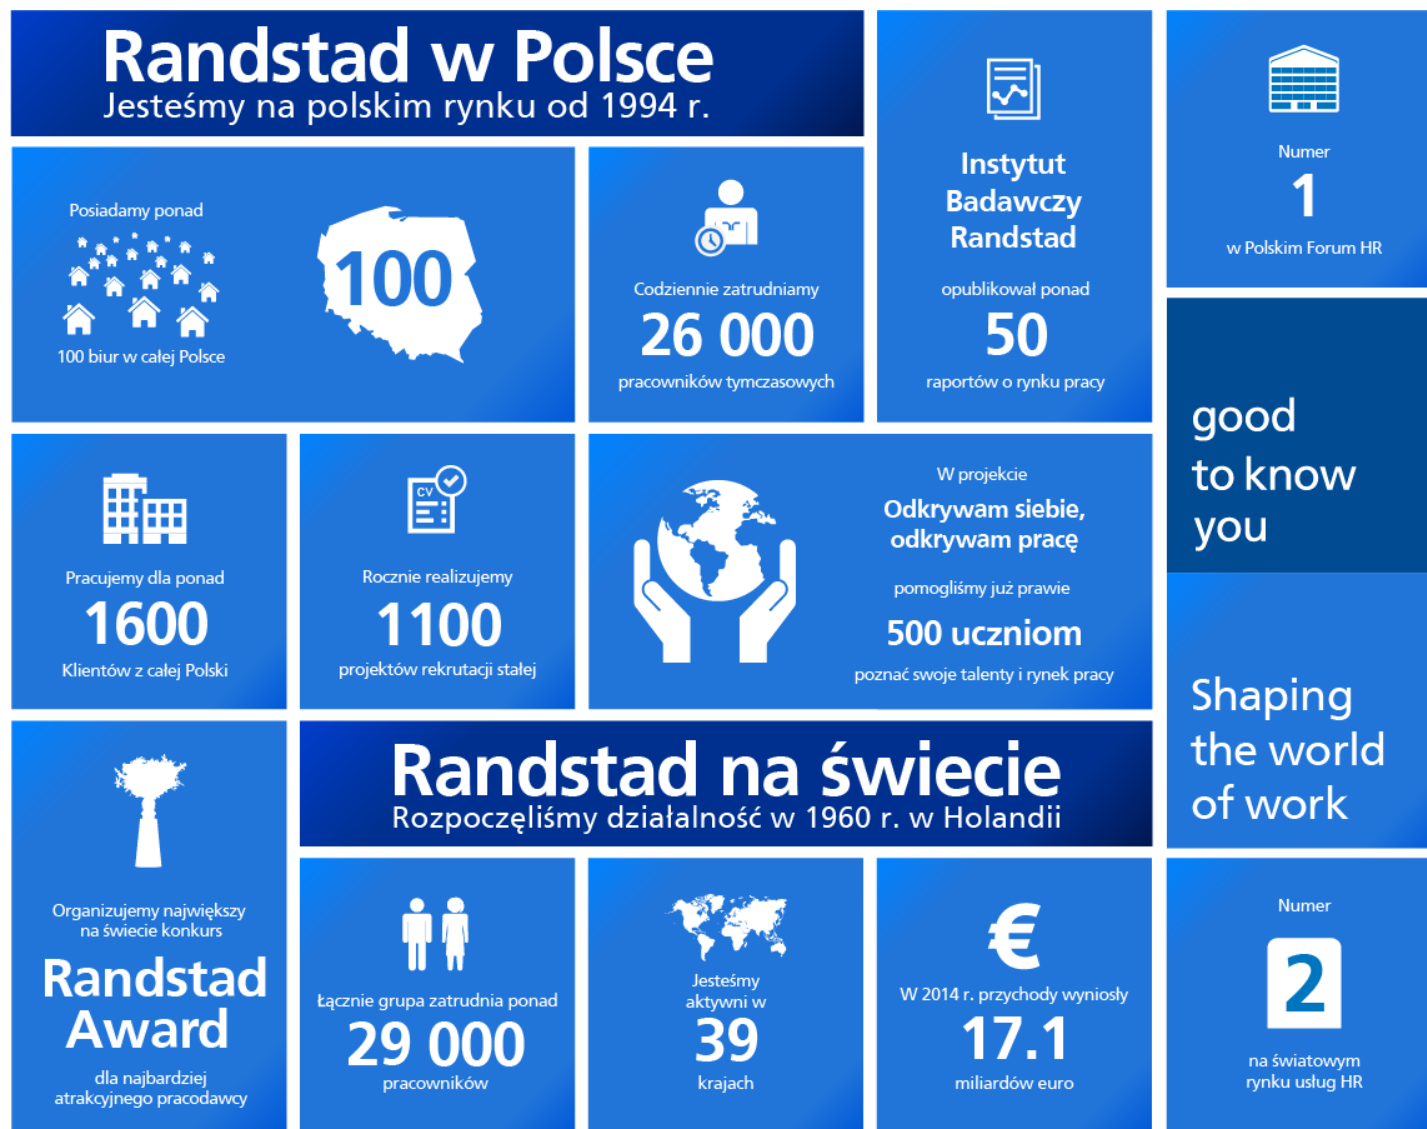 Randstad w Polsce
Jesteśmy na polskim rynku od 1994 r.
Posiadamy ponad
100 biur w całej Polsce
100
Codziennie zatrudniamy
26 000
pracowników tymczasowych
Instytut
Badawczy
Randstad
opublikował ponad
50
raportów o rynku pracy
Numer
1
w Polskim Forum HR
good
to know
you
Pracujemy dla ponad
1600
Klientów z całej Polski
CV
Rocznie realizujemy
1100
projektów rekrutacji stałej
W projekcie
Odkrywam siebie,
odkrywam pracę
pomogliśmy już prawie
500 uczniom
poznać swoje talenty i rynek pracy
Shaping
the world
of work
Organizujemy największy
na świecie konkurs
Randstad
Award
dla najbardziej
atrakcyjnego pracodawcy
Randstad na świecie
Rozpoczęliśmy działalność w 1960 r. w Holandii
Łącznie grupa zatrudnia ponad
29 000
pracowników
Jesteśmy
aktywni w
39
krajach
€
W 2014 r. przychody wyniosły
17.1
miliardów euro
Numer
2
na światowym
rynku usług HR